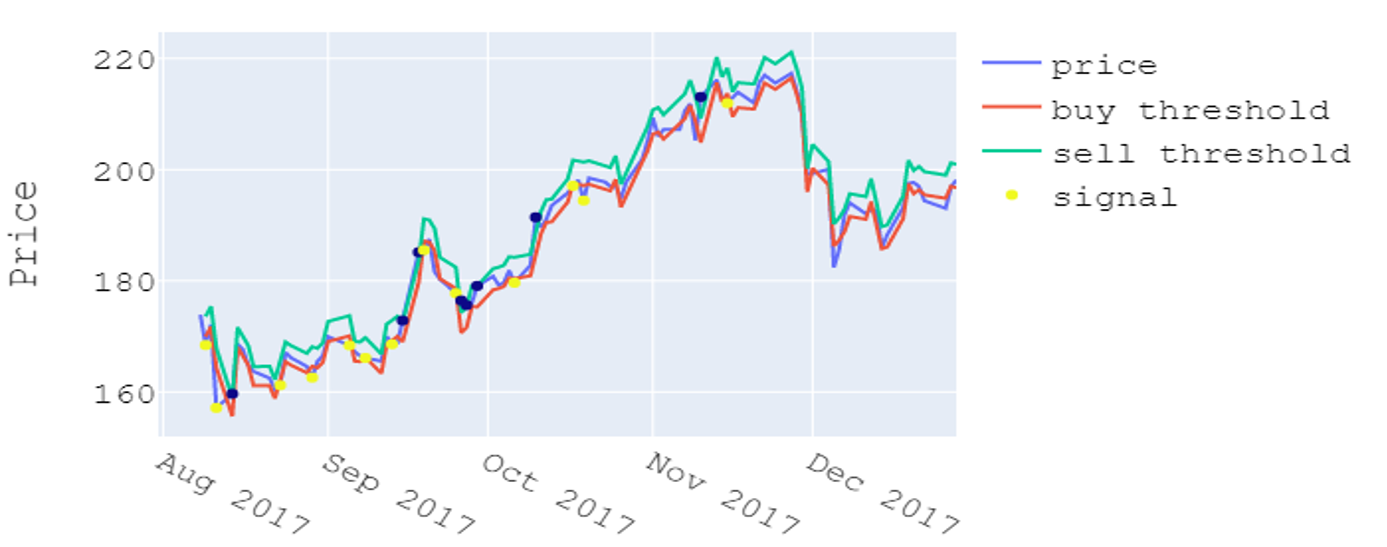 220
200
180
160
Price
Aug 2017
Sep 2017
Oct 2017
Nov 2017
Dec 2017
price
buy threshold
sell threshold
signal